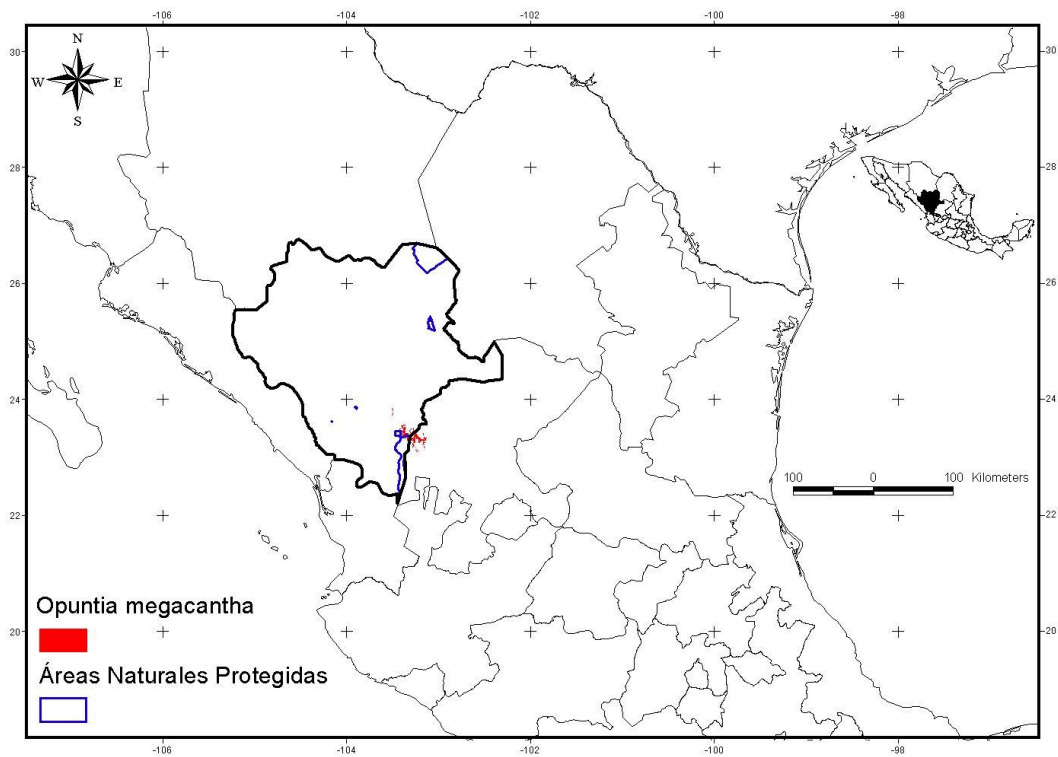 -106 -104 -102 -100 -98
30 30
N
W E
S
28 28
26 26
24 24
100 0 100 Kilometers
22 22
Opuntia megacantha
20 20
Áreas Naturales Protegidas
-106 -104 -102 -100 -98